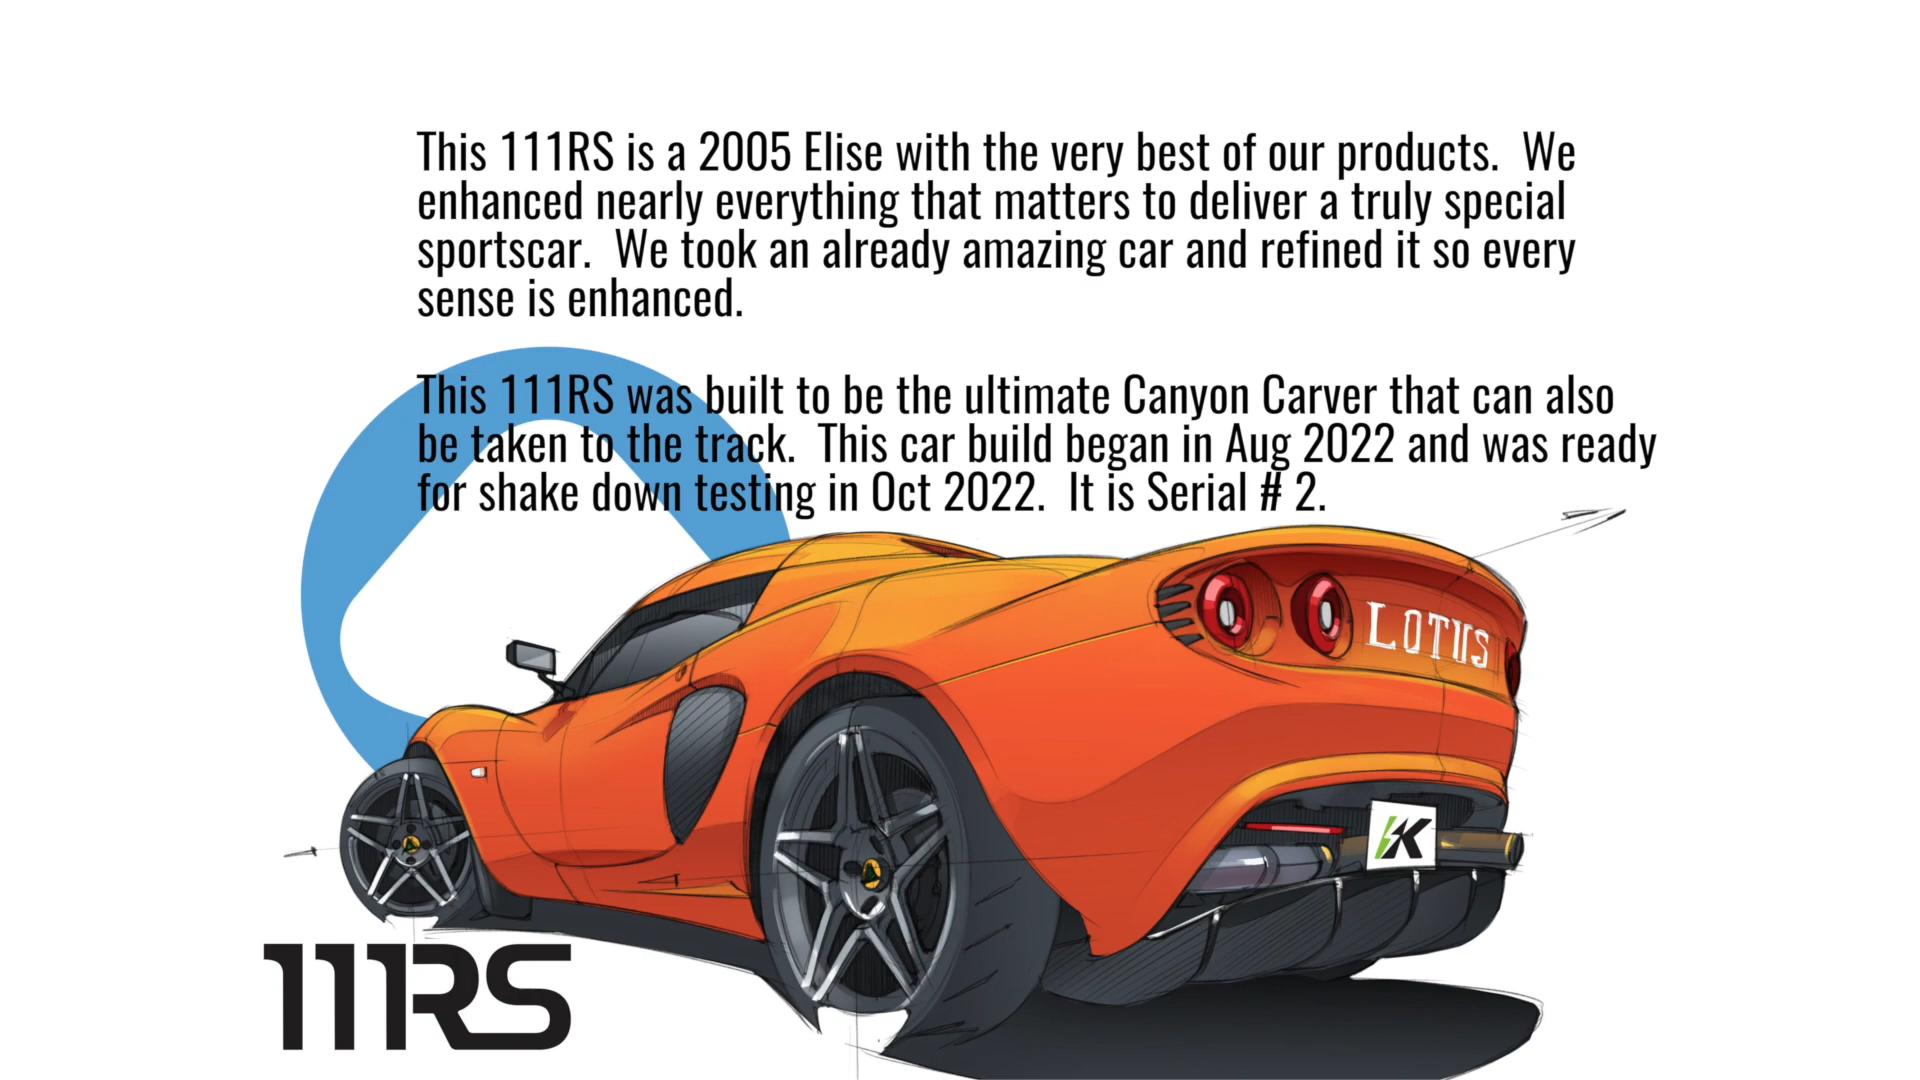 This 111RS is a 2005 Elise with the very best of our products.  We
enhanced nearly everything that matters to deliver a truly special
sportscar.  We took an already amazing car and refined it so every
sense is enhanced.
This 111RS was built to be the ultimate Canyon Carver that can also
be taken to the track.  This car build began in Aug 2022 and was ready
for shake down testing in Oct 2022.  It is Serial # 2.
LOTUS
K
111RS